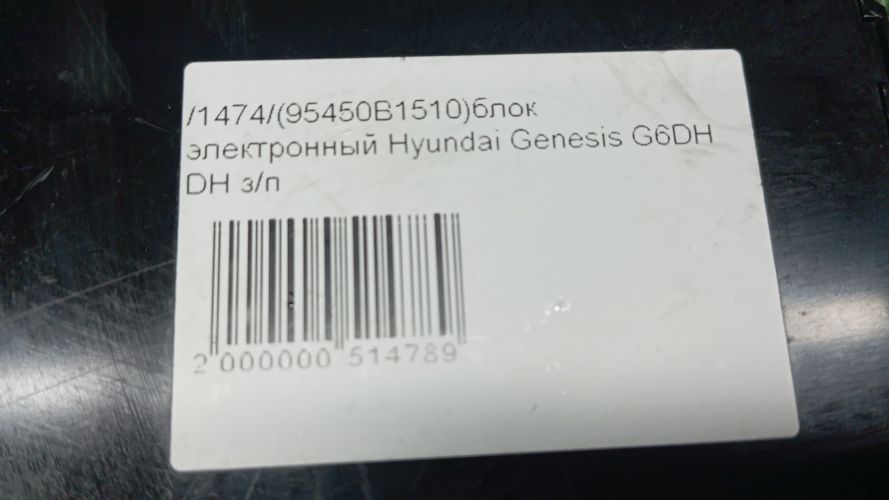 /1474/(95450B1510)блок
электронный Hyundai Genesis G6DH
DH з/п
2 000000 514789